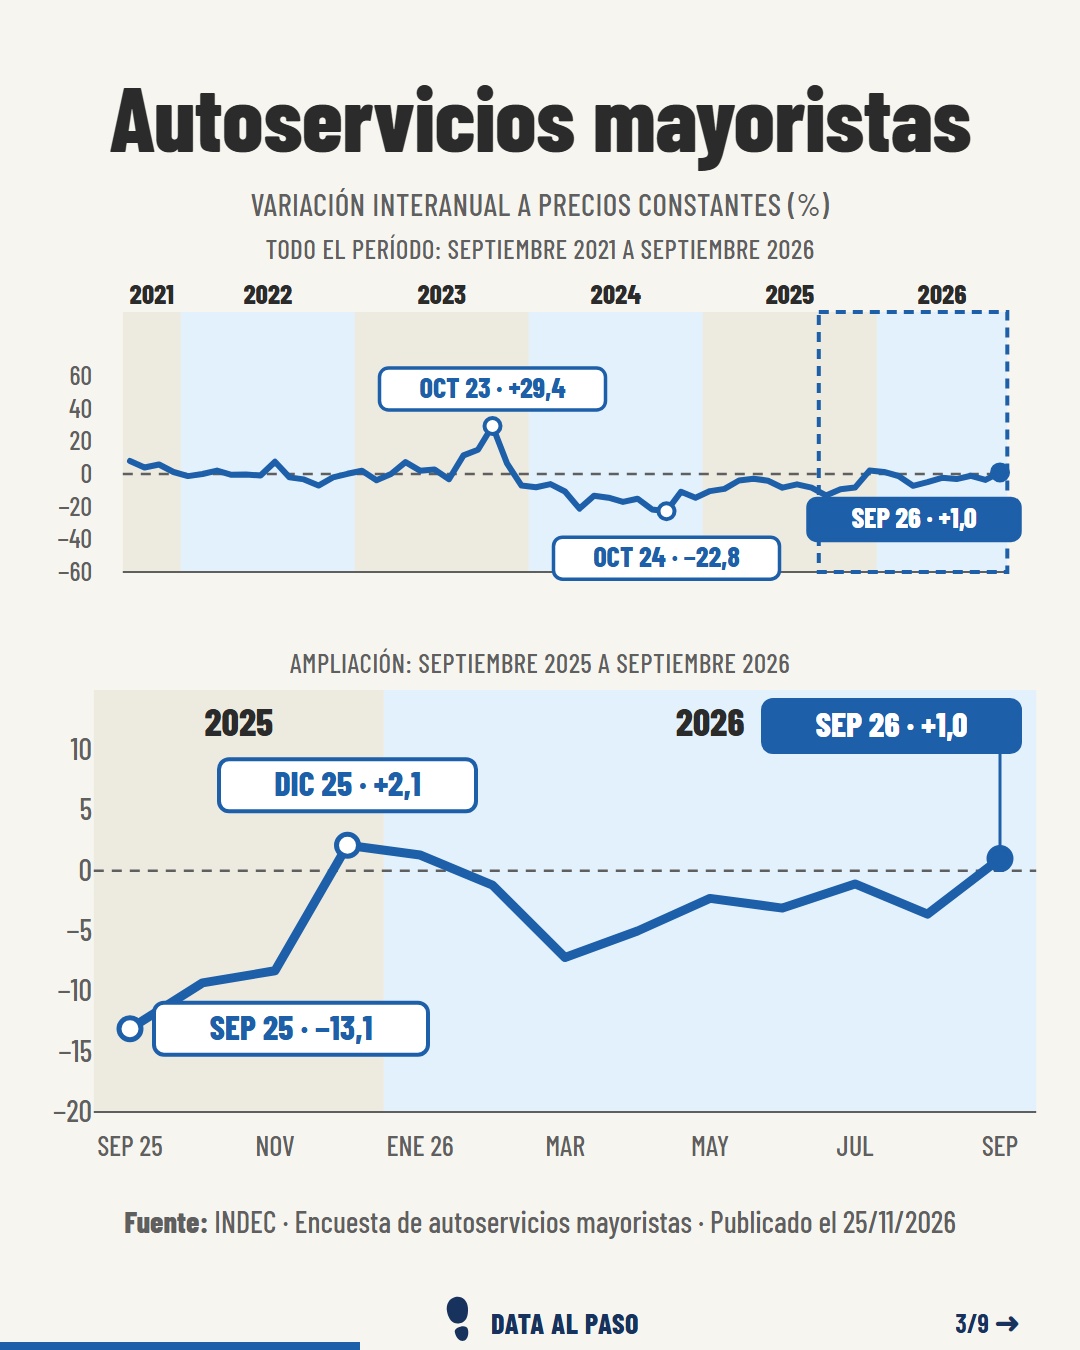 Autoservicios mayoristas
VARIACIÓN INTERANUAL A PRECIOS CONSTANTES (%)
TODO EL PERÍODO: SEPTIEMBRE 2021 A SEPTIEMBRE 2026
2021 2022 2023 2024 2025 2026
60
40
20
0
−20
−40
−60
OCT 23 · +29,4
SEP 26 · +1,0
OCT 24 · −22,8
AMPLIACIÓN: SEPTIEMBRE 2025 A SEPTIEMBRE 2026
2025 2026
SEP 26 · +1,0
10
5
0
−5
−10
−15
−20
DIC 25 · +2,1
SEP 25 · −13,1
SEP 25 NOV ENE 26 MAR MAY JUL SEP
Fuente: INDEC · Encuesta de autoservicios mayoristas · Publicado el 25/11/2026
DATA AL PASO
3/9 →